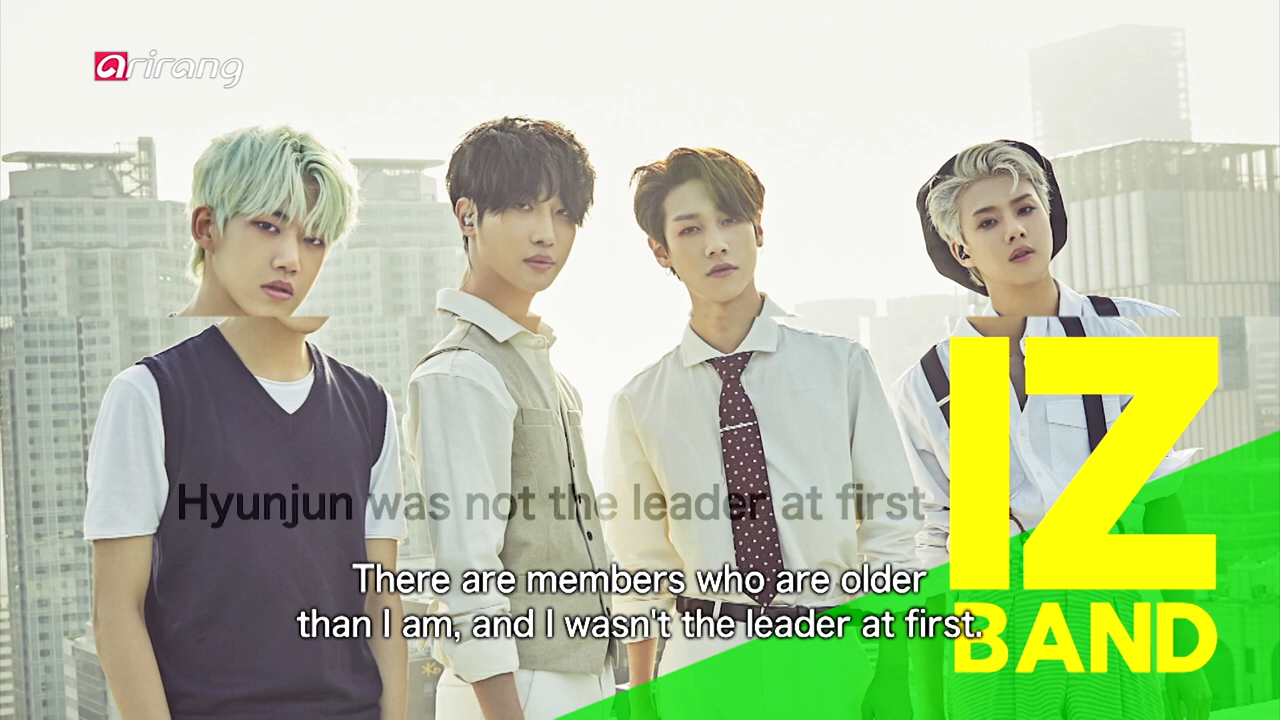 arirang
Hyunjun was not the leader at first
There are members who are older
than I am, and I wasn't the leader at first.
IZ
BAND